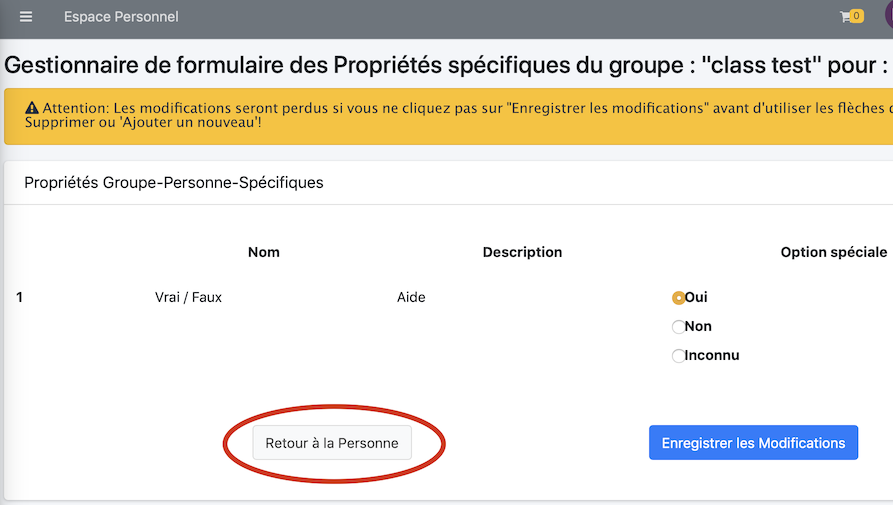 Espace Personnel
0
Gestionnaire de formulaire des Propriétés spécifiques du groupe : "class test" pour :
Attention: Les modifications seront perdus si vous ne cliquez pas sur "Enregistrer les modifications" avant d'utiliser les flèches
Supprimer ou 'Ajouter un nouveau'!
Propriétés Groupe-Personne-Spécifiques
Nom Description Option spéciale
1 Vrai / Faux Aide Oui
Non
Inconnu
Retour à la Personne Enregistrer les Modifications